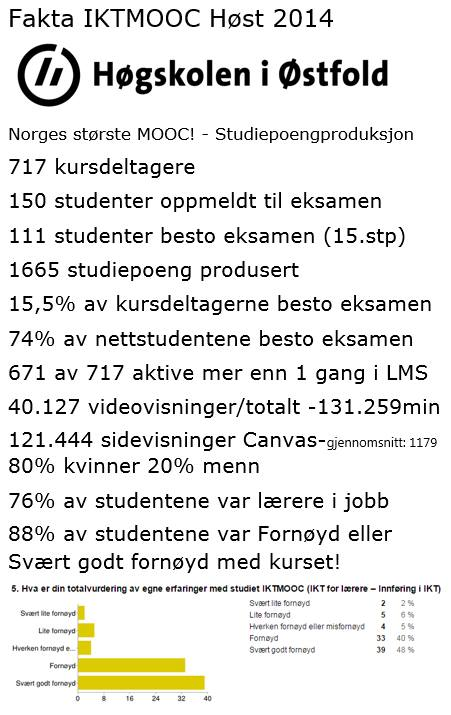 Fakta IKTMOOC Høst 2014
Høgskolen i Østfold
Norges største MOOC! - Studiepoengproduksjon
717 kursdeltagere
150 studenter oppmeldt til eksamen
111 studenter besto eksamen (15.stp)
1665 studiepoeng produsert
15,5% av kursdeltagerne besto eksamen
74% av nettstudentene besto eksamen
671 av 717 aktive mer enn 1 gang i LMS
40.127 videovisninger/totalt -131.259min
121.444 sidevisninger Canvas-gjennomsnitt: 1179
80% kvinner 20% menn
76% av studentene var lærere i jobb
88% av studentene var Fornøyd eller
Svært godt fornøyd med kurset!
5. Hva er din totalvurdering av egne erfaringer med studiet IKTMOOC (IKT for lærere – Innføring i IKT)
Svært lite fornøyd
Lite fornøyd
Hverken fornøyd e...
Fornøyd
Svært godt fornøyd
0 8 16 24 32 40
Svært lite fornøyd 2 2 %
Lite fornøyd 5 6 %
Hverken fornøyd eller misfornøyd 4 5 %
Fornøyd 33 40 %
Svært godt fornøyd 39 48 %